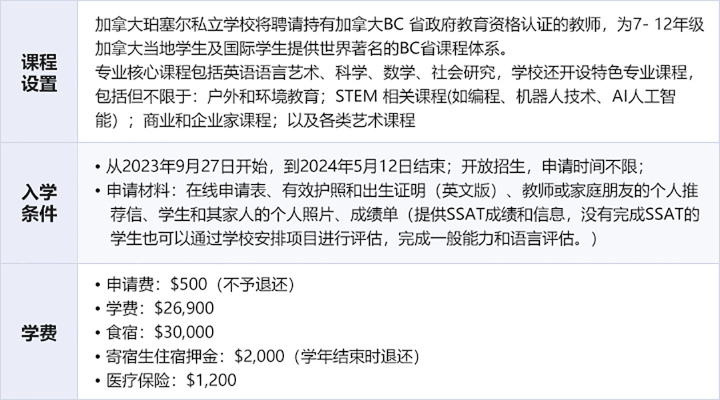 课程
设置
加拿大珀塞尔私立学校将聘请持有加拿大BC 省政府教育资格认证的教师，为7- 12年级
加拿大当地学生及国际学生提供世界著名的BC省课程体系。
专业核心课程包括英语语言艺术、科学、数学、社会研究，学校还开设特色专业课程，
包括但不限于：户外和环境教育；STEM 相关课程(如编程、机器人技术、AI人工智
能）；商业和企业家课程；以及各类艺术课程
入学
条件
• 从2023年9月27日开始，到2024年5月12日结束；开放招生，申请时间不限；
• 申请材料：在线申请表、有效护照和出生证明（英文版）、教师或家庭朋友的个人推
荐信、学生和其家人的个人照片、成绩单（提供SSAT成绩和信息，没有完成SSAT的
学生也可以通过学校安排项目进行评估，完成一般能力和语言评估。）
学费
• 申请费：$500（不予退还）
• 学费：$26,900
• 食宿：$30,000
• 寄宿生住宿押金：$2,000（学年结束时退还）
• 医疗保险：$1,200